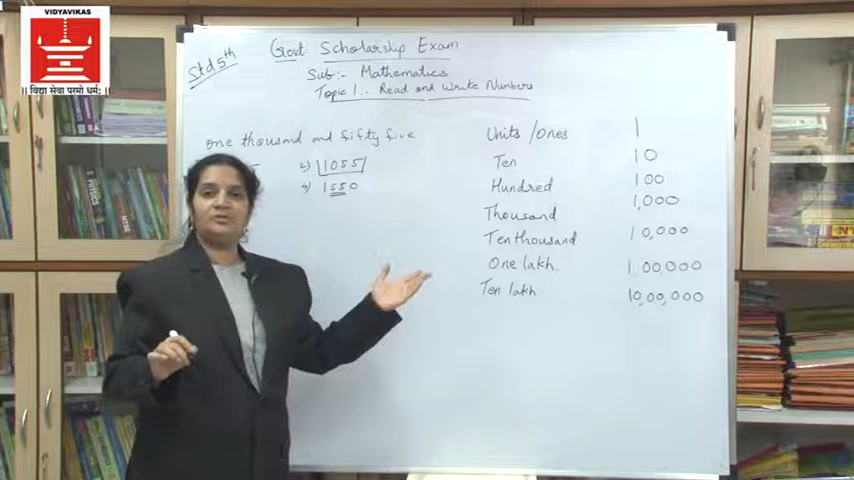 VIDYAVIKAS
|| विद्या सेवा परमो धर्मः ||
Std 5th
Govt Scholarship Exam
Sub:- Mathematics
Topic 1.. Read and Write Numbers
One thousand and fifty five
2) 1055
4) 1550
Units/Ones 1
Ten 10
Hundred 100
Thousand 1,000
Ten thousand 10,000
One lakh. 1,00,000
Ten lakh 10,00,000
PHYSICS